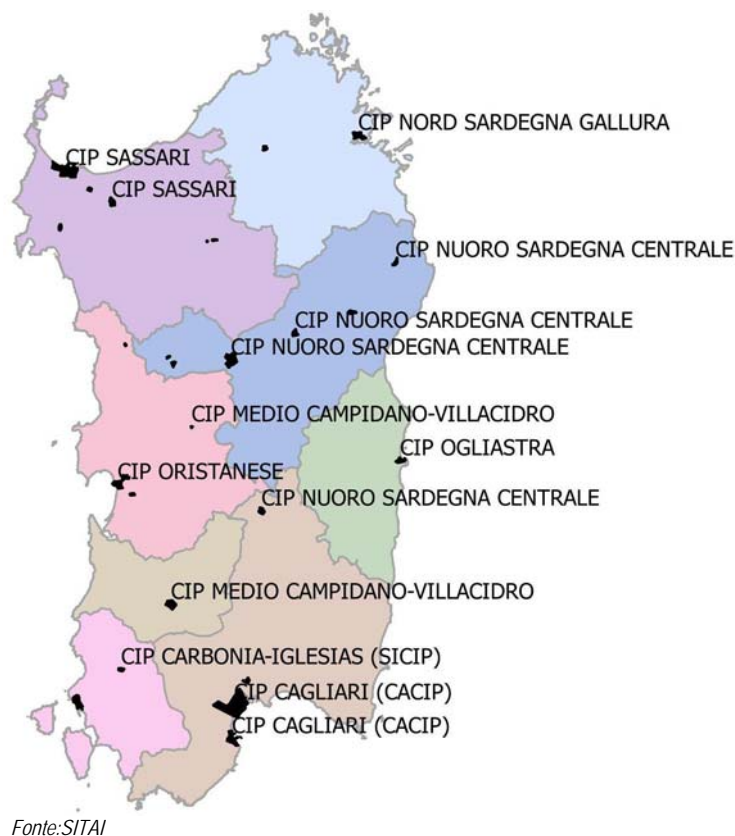 CIP NORD SARDEGNA GALLURA
CIP SASSARI
CIP SASSARI
CIP NUORO SARDEGNA CENTRALE
CIP NUORO SARDEGNA CENTRALE
CIP NUORO SARDEGNA CENTRALE
CIP MEDIO CAMPIDANO-VILLACIDRO
CIP OGLIASTRA
CIP ORISTANESE
CIP NUORO SARDEGNA CENTRALE
CIP MEDIO CAMPIDANO-VILLACIDRO
CIP CARBONIA-IGLESIAS (SICIP)
CIP CAGLIARI (CACIP)
CIP CAGLIARI (CACIP)
Fonte:SITAI